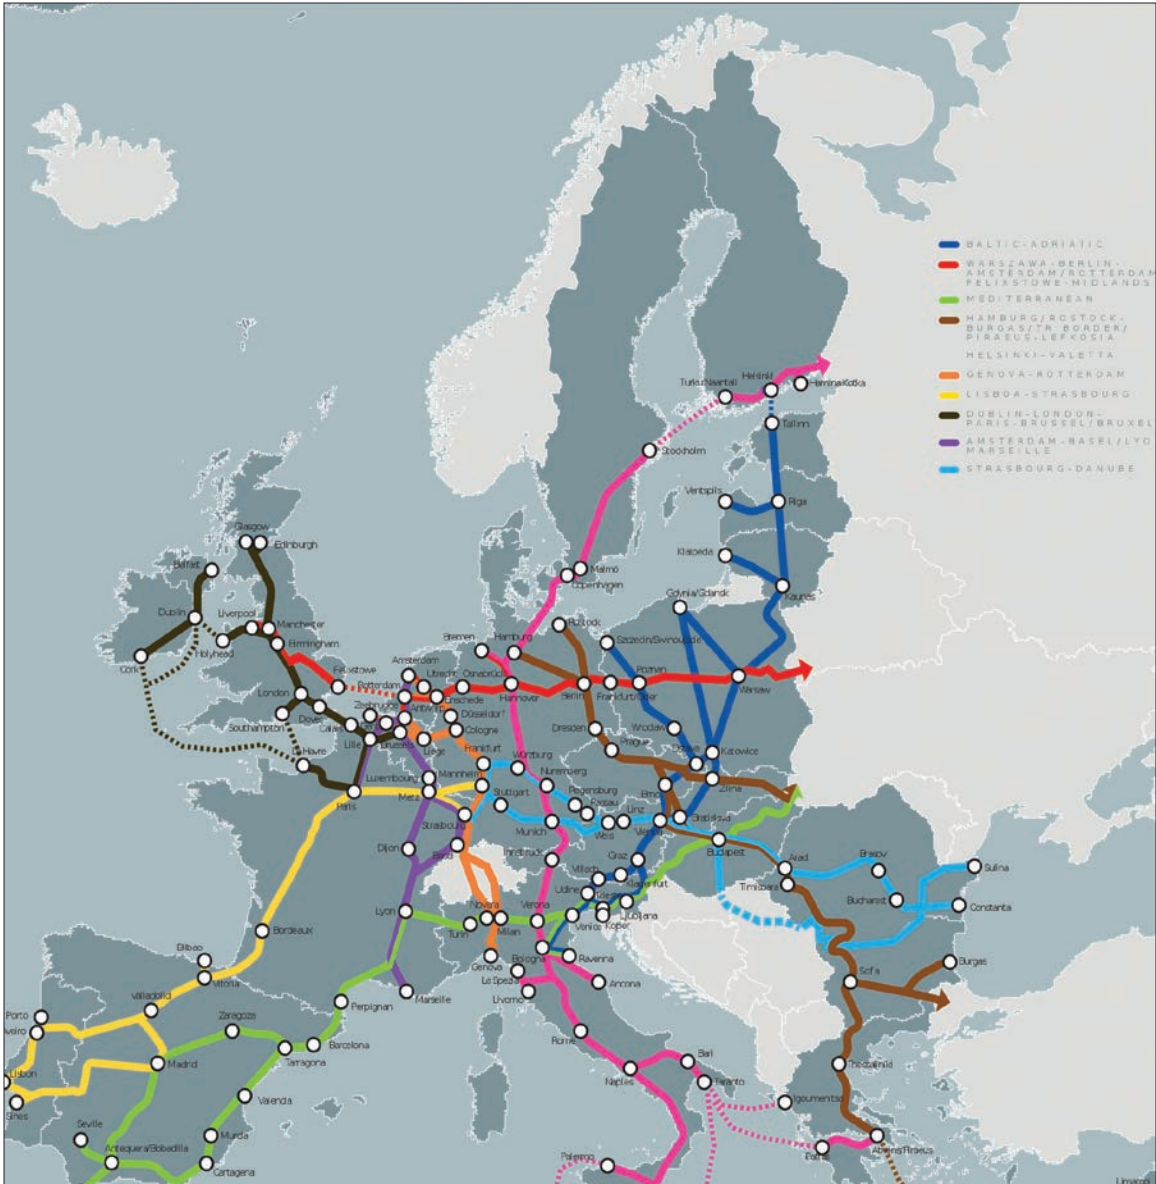 BALTIC-ADRIATIC
WARSZAWA-BERLIN-
AMSTERDAM/ROTTERDAM
FELIXSTOWE-MIDLANDS
MEDITERRANEAN
HAMBURG/ROSTOCK-
BURGAS/TR BORDER/
PIRAEUS-LEFKOSIA
HELSINKI-VALETTA
GENOVA-ROTTERDAM
LISBOA-STRASBOURG
DUBLIN-LONDON-
PARIS-BRUSSEL/BRUXEL
AMSTERDAM-BASEL/LYO
MARSEILLE
STRASBOURG-DANUBE
Turku/Naantali
Helsinki
Hamina/Kotka
Tallinn
Stockholm
Ventspils
Riga
Klaipeda
Kaunas
Malmö
Copenhagen
Glasgow
Edinburgh
Belfast
Dublin
Liverpool
Manchester
Holyhead
Birmingham
Cork
Felixstowe
London
Dover
Southampton
Calais
Le Havre
Lille
Paris
Gdynia/Gdansk
Rostock
Bremen
Hamburg
Szczecin/Swinoujscie
Amsterdam
Utrecht
Osnabrück
Rotterdam
Enschede
Hannover
Berlin
Frankfurt/Oder
Poznan
Warsaw
Zeebrugge
Antwerp
Düsseldorf
Cologne
Brussels
Liège
Dresden
Wroclaw
Prague
Ostrava
Katowice
Frankfurt
Würzburg
Luxembourg
Mannheim
Nuremberg
Metz
Stuttgart
Regensburg
Passau
Brno
Zilina
Strasbourg
Munich
Wels
Linz
Vienna
Bratislava
Dijon
Basel
Innsbruck
Graz
Budapest
Arad
Brasov
Sulina
Villach
Klagenfurt
Timisoara
Bucharest
Constanta
Udine
Lyon
Novara
Verona
Ljubljana
Turin
Milan
Venice
Koper
Bordeaux
Genova
Bologna
Ravenna
Sofia
Burgas
Bilbao
Vitoria
La Spezia
Livorno
Ancona
Marseille
Valladolid
Perpignan
Porto
Aveiro
Zaragoza
Barcelona
Rome
Madrid
Tarragona
Thessaloniki
Lisbon
Naples
Bari
Taranto
Sines
Valencia
Igoumenitsa
Seville
Murcia
Antequera/Bobadilla
Cartagena
Palermo
Patras
Athens/Piraeus